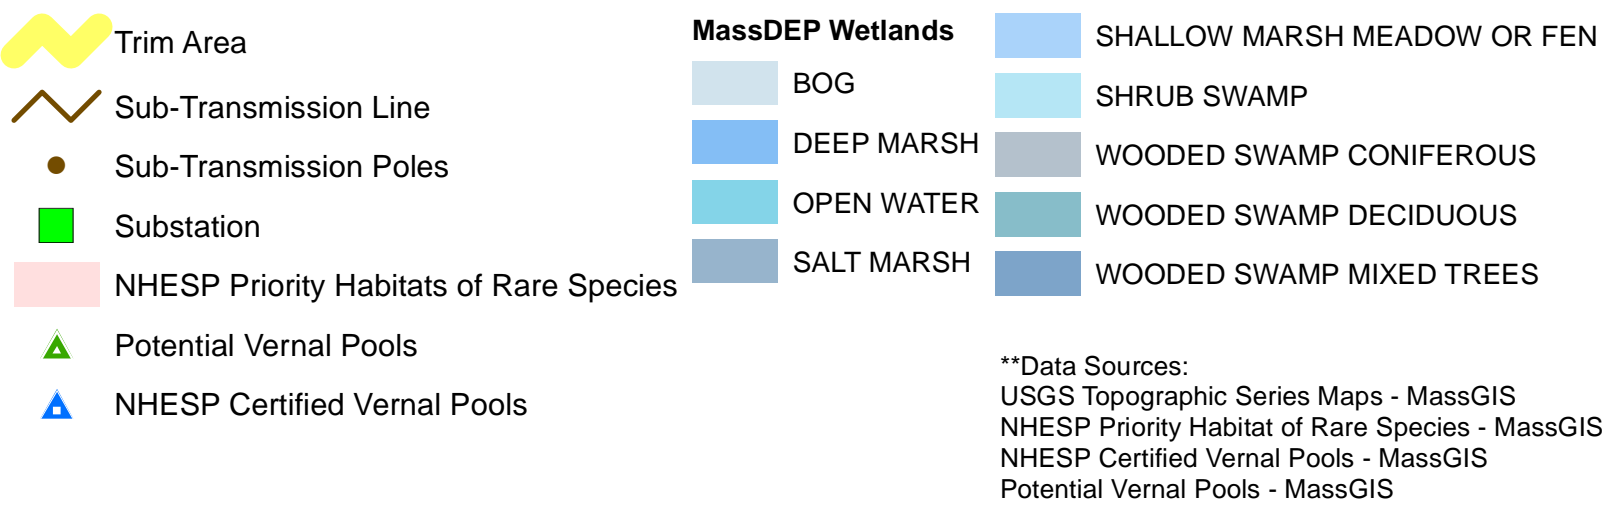 Trim Area
Sub-Transmission Line
Sub-Transmission Poles
Substation
NHESP Priority Habitats of Rare Species
Potential Vernal Pools
NHESP Certified Vernal Pools
MassDEP Wetlands
BOG
DEEP MARSH
OPEN WATER
SALT MARSH
SHALLOW MARSH MEADOW OR FEN
SHRUB SWAMP
WOODED SWAMP CONIFEROUS
WOODED SWAMP DECIDUOUS
WOODED SWAMP MIXED TREES
**Data Sources:
USGS Topographic Series Maps - MassGIS
NHESP Priority Habitat of Rare Species - MassGIS
NHESP Certified Vernal Pools - MassGIS
Potential Vernal Pools - MassGIS